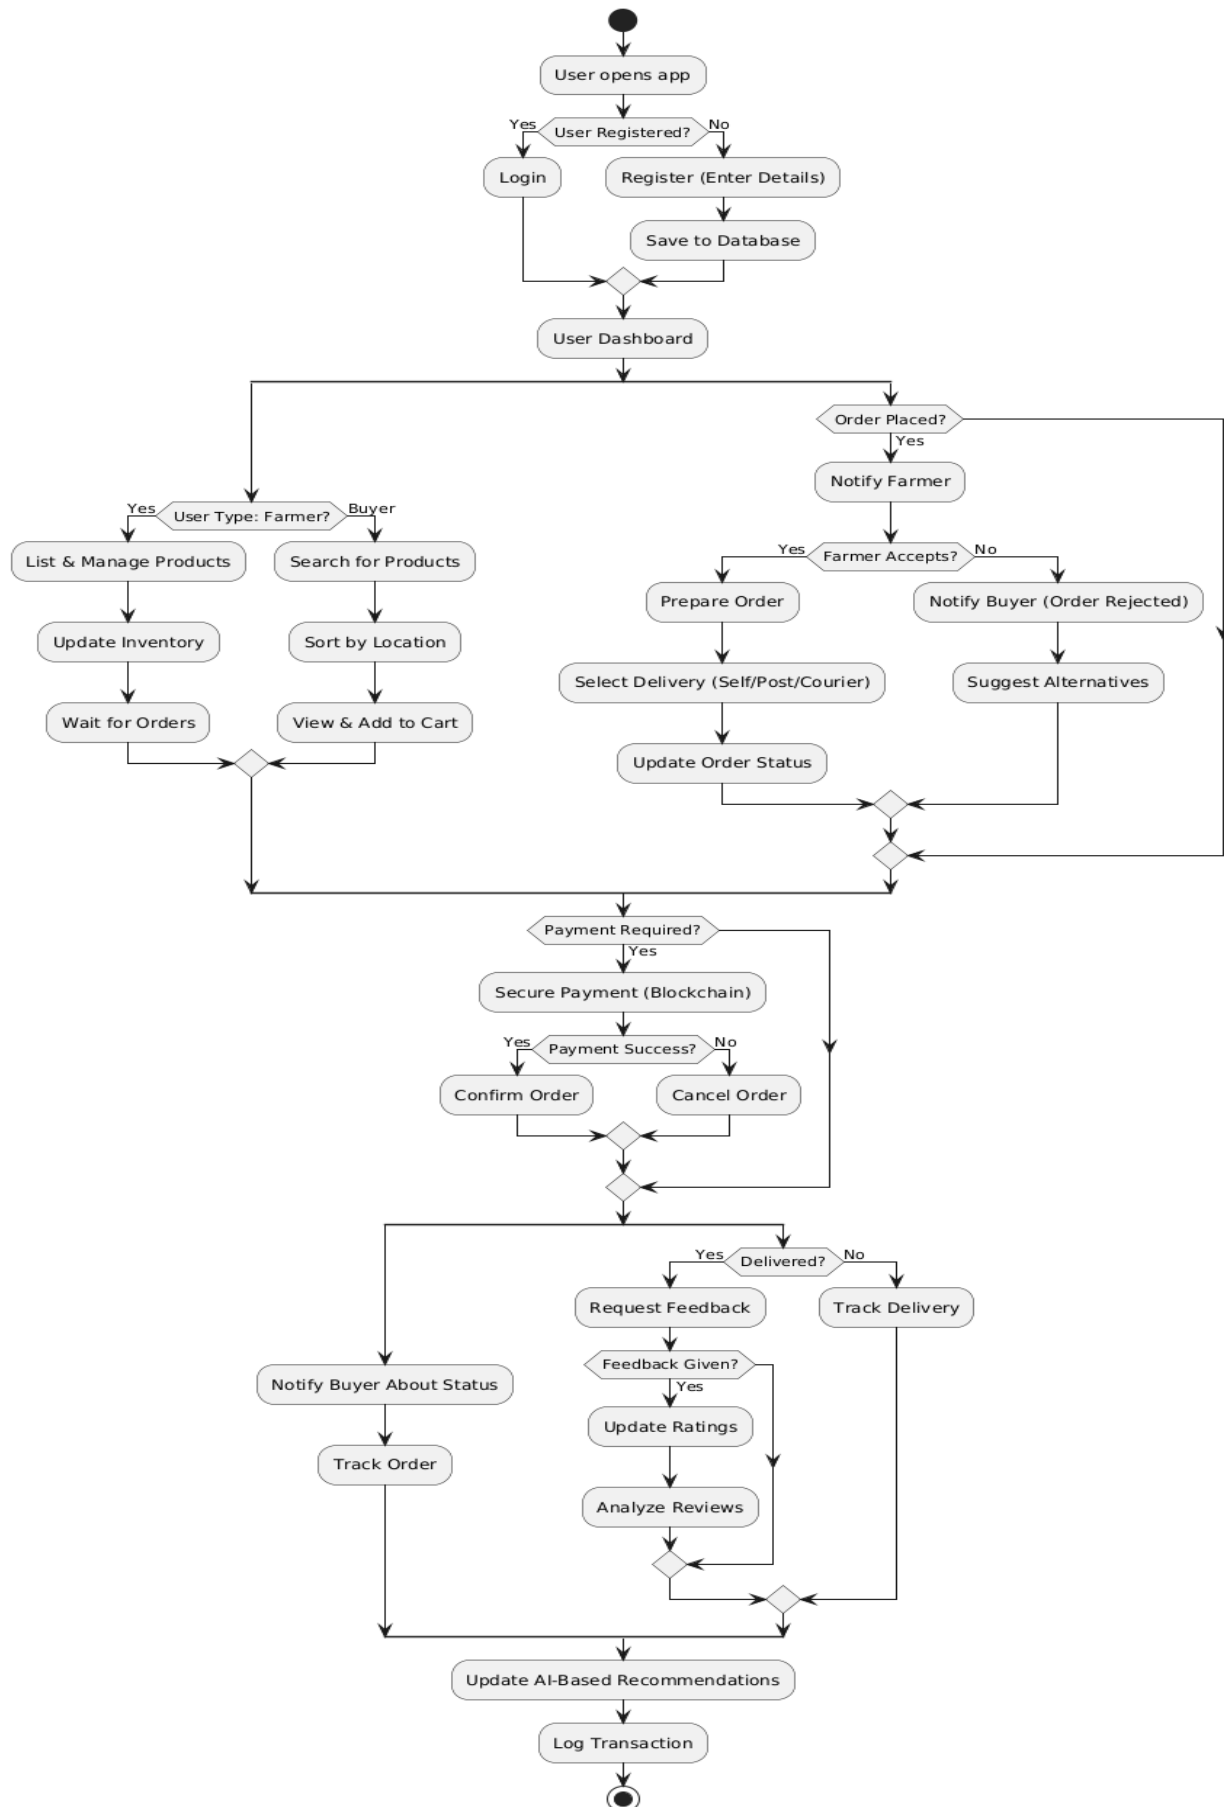 User opens app
Yes
User Registered?
No
Login
Register (Enter Details)
Save to Database
User Dashboard
Order Placed?
Yes
Notify Farmer
Yes
User Type: Farmer?
Buyer
List & Manage Products
Search for Products
Update Inventory
Sort by Location
Wait for Orders
View & Add to Cart
Yes
Farmer Accepts?
No
Prepare Order
Notify Buyer (Order Rejected)
Select Delivery (Self/Post/Courier)
Suggest Alternatives
Update Order Status
Payment Required?
Yes
Secure Payment (Blockchain)
Yes
Payment Success?
No
Confirm Order
Cancel Order
Yes
Delivered?
No
Request Feedback
Track Delivery
Feedback Given?
Yes
Notify Buyer About Status
Update Ratings
Track Order
Analyze Reviews
Update AI-Based Recommendations
Log Transaction